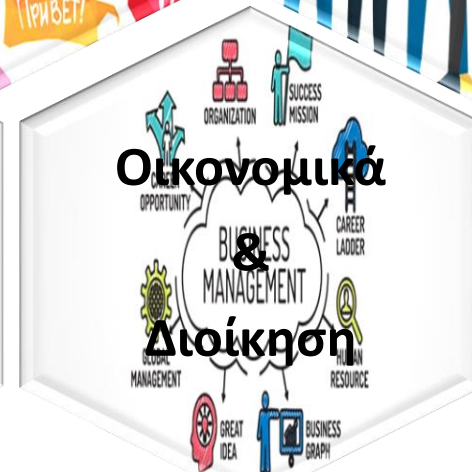 ПРИВЕТ!
ORGANIZATION
SUCCESS
MISSION
Οικονομικά
OPPORTUNITY
CAREER
LADDER
BUSINESS
&
MANAGEMENT
Διοίκηση
GLOBAL
MANAGEMENT
HUMAN
RESOURCE
GREAT
IDEA
BUSINESS
GRAPH